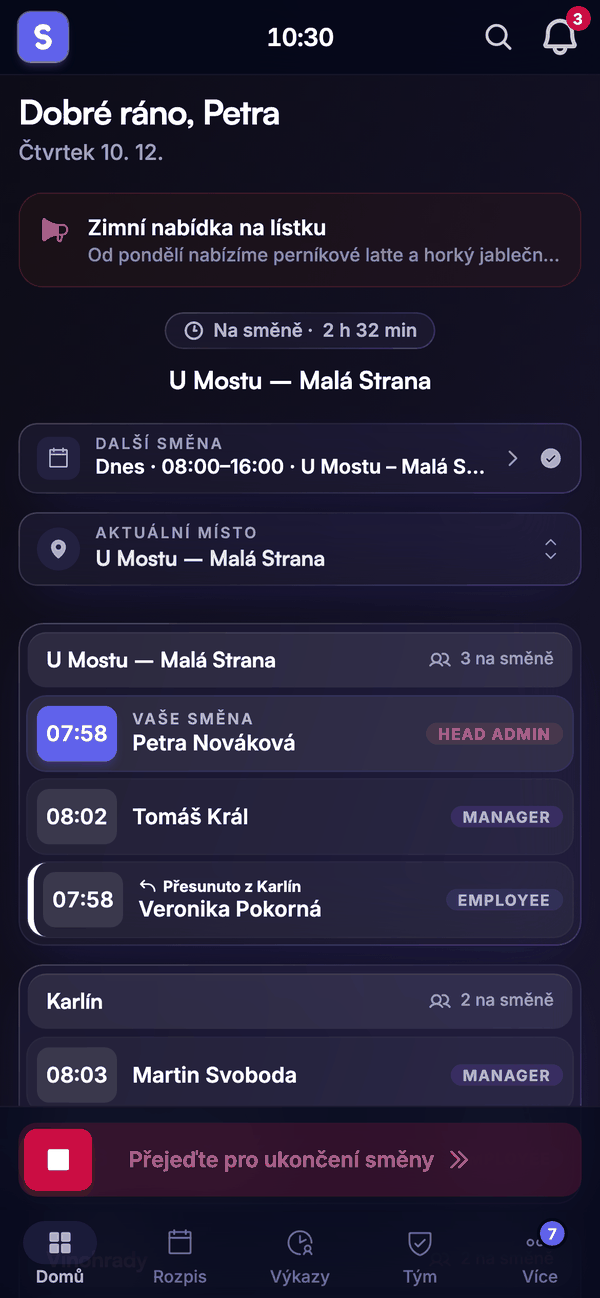 S
10:30
3
Dobré ráno, Petra
Čtvrtek 10. 12.
Zimní nabídka na lístku
Od pondělí nabízíme perníkové latte a horký jablečn...
Na směně · 2 h 32 min
U Mostu — Malá Strana
DALŠÍ SMĚNA
Dnes · 08:00–16:00 · U Mostu – Malá S...
AKTUÁLNÍ MÍSTO
U Mostu — Malá Strana
U Mostu — Malá Strana
3 na směně
07:58
VAŠE SMĚNA
Petra Nováková
HEAD ADMIN
08:02
Tomáš Král
MANAGER
07:58
Přesunuto z Karlín
Veronika Pokorná
EMPLOYEE
Karlín
2 na směně
08:03
Martin Svoboda
MANAGER
Přejeďte pro ukončení směny
Vinohrady
7
Domů
Rozpis
Výkazy
Tým
Více